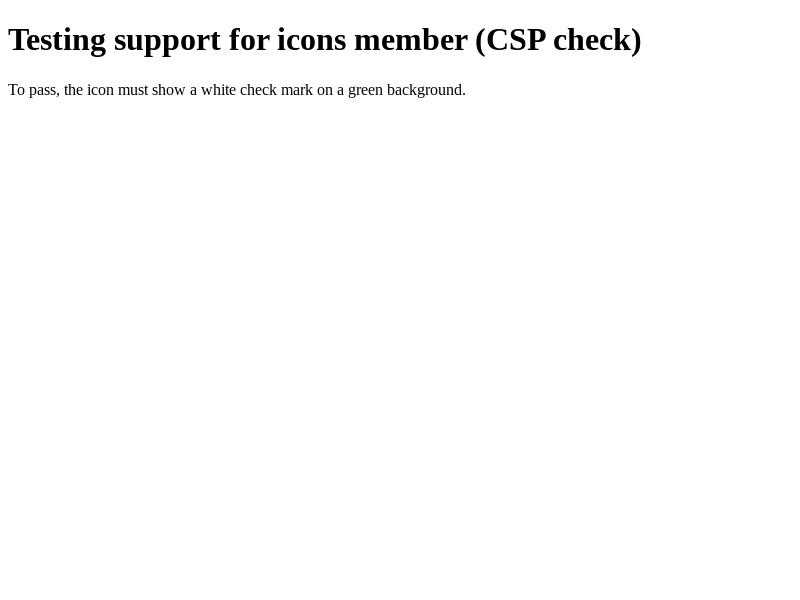 Testing support for icons member (CSP check)
To pass, the icon must show a white check mark on a green background.